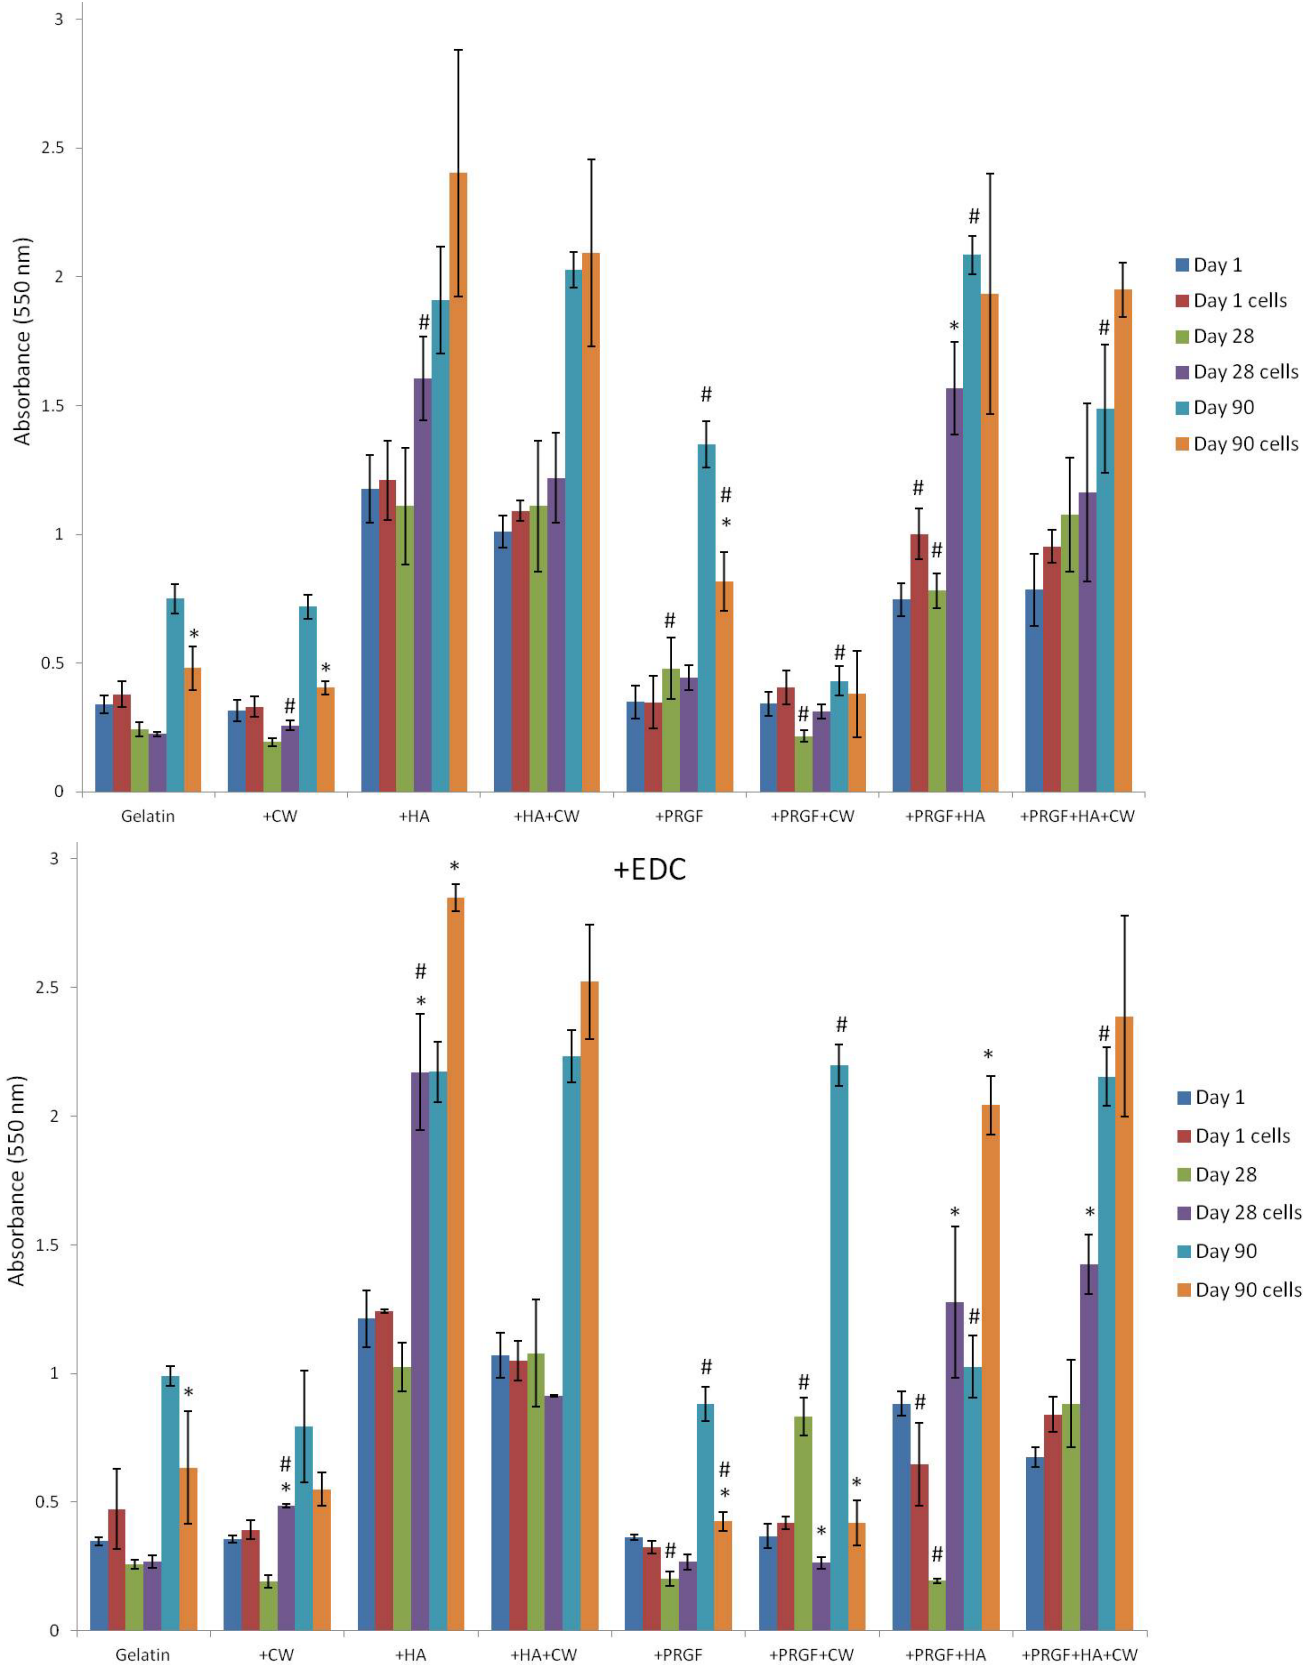 3
2.5
2
1.5
1
0.5
0
Absorbance (550 nm)
# # # # # # # # # # #
* * * *
Gelatin +CW +HA +HA+CW +PRGF +PRGF+CW +PRGF+HA +PRGF+HA+CW
Day 1
Day 1 cells
Day 28
Day 28 cells
Day 90
Day 90 cells
+EDC
3
2.5
2
1.5
1
0.5
0
Absorbance (550 nm)
# # # # # # # # # # #
* * * * * * * * * *
Gelatin +CW +HA +HA+CW +PRGF +PRGF+CW +PRGF+HA +PRGF+HA+CW
Day 1
Day 1 cells
Day 28
Day 28 cells
Day 90
Day 90 cells